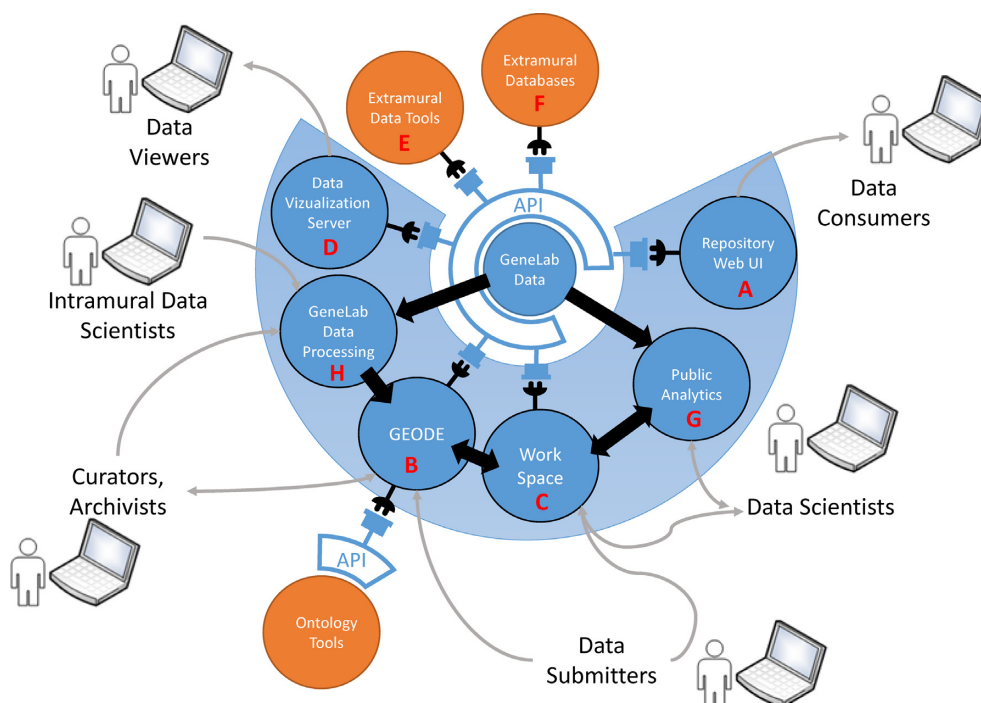 Extramural
Databases
F
Extramural
Data Tools
E
Data
Viewers
Data
Vizualization
Server
D
API
GeneLab
Data
Repository
Web UI
A
Data
Consumers
Intramural Data
Scientists
GeneLab
Data
Processing
H
Public
Analytics
G
GEODE
B
Work
Space
C
Curators,
Archivists
Data Scientists
API
Ontology
Tools
Data
Submitters